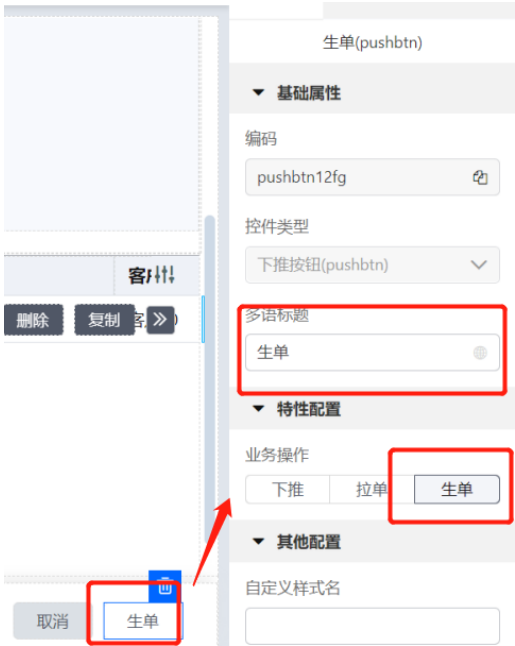 生单(pushbtn)
基础属性
编码
pushbtn12fg
控件类型
下推按钮(pushbtn)
多语标题
生单
特性配置
业务操作
下推
拉单
生单
其他配置
自定义样式名
删除
复制
取消
生单